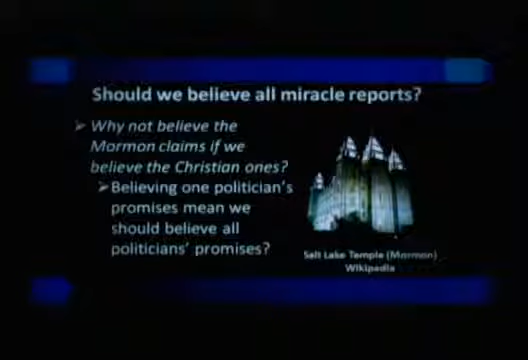 Should we believe all miracle reports?
➢ Why not believe the
Mormon claims if we
believe the Christian ones?
➢Believing one politician's
promises mean we
should believe all
politicians' promises?
Salt Lake Temple (Mormon)
Wikipedia